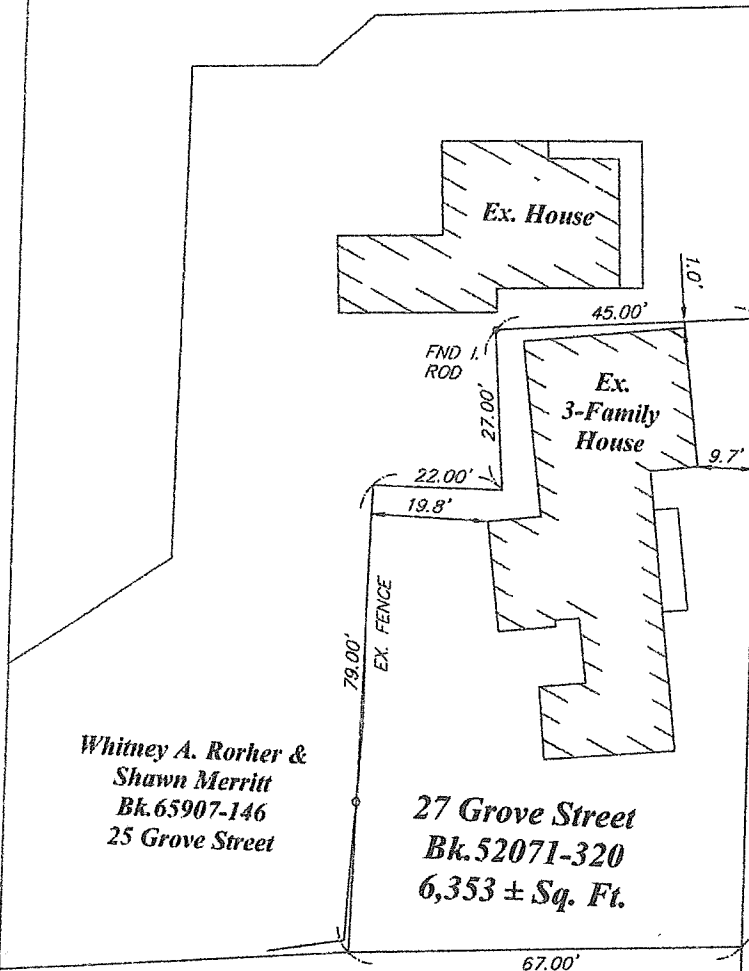 Ex. House
1.0'
45.00'
FND I.
ROD
27.00'
Ex.
3-Family
House
9.7'
22.00'
19.8'
EX. FENCE
79.00'
Whitney A. Rorher &
Shawn Merritt
Bk.65907-146
25 Grove Street
27 Grove Street
Bk.52071-320
6,353 ± Sq. Ft.
67.00'